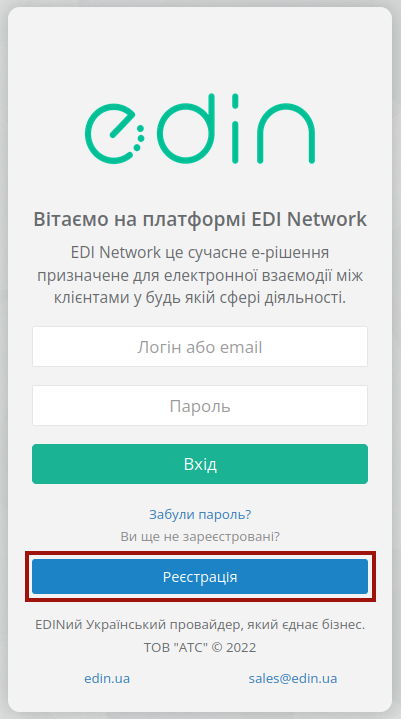 edin
Вітаємо на платформі EDI Network
EDI Network це сучасне е-рішення
призначене для електронної взаємодії між
клієнтами у будь якій сфері діяльності.
Логін або email
Пароль
Вхід
Забули пароль?
Ви ще не зареєстровані?
Реєстрація
EDINий Український провайдер, який єднає бізнес.
ТОВ "АТС" © 2022
edin.ua sales@edin.ua